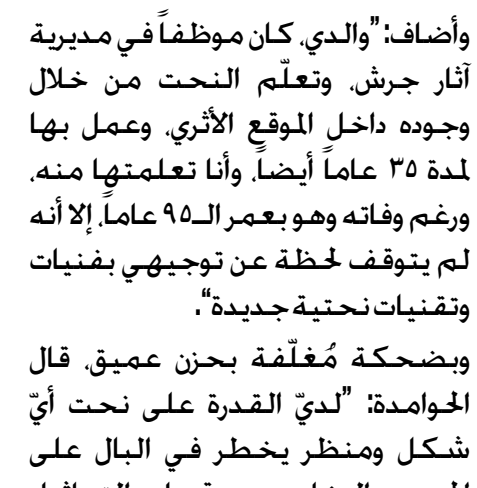 وأضاف: "والدي، كان موظفاً في مديرية
آثار جرش، وتعلّم النحت من خلال
وجوده داخل الموقع الأثري، وعمل بها
لمدة ٣٥ عاماً أيضاً، وأنا تعلمتها منه،
ورغم وفاته وهو بعمر الـ٩٥ عاماً، إلا أنه
لم يتوقف لحظة عن توجيهي بفنيات
وتقنيات نحتية جديدة".
وبضحكة مُغلّفة بحزن عميق، قال
الحوامدة: "لديّ القدرة على نحت أيّ
شكل ومنظر يخطر في البال على